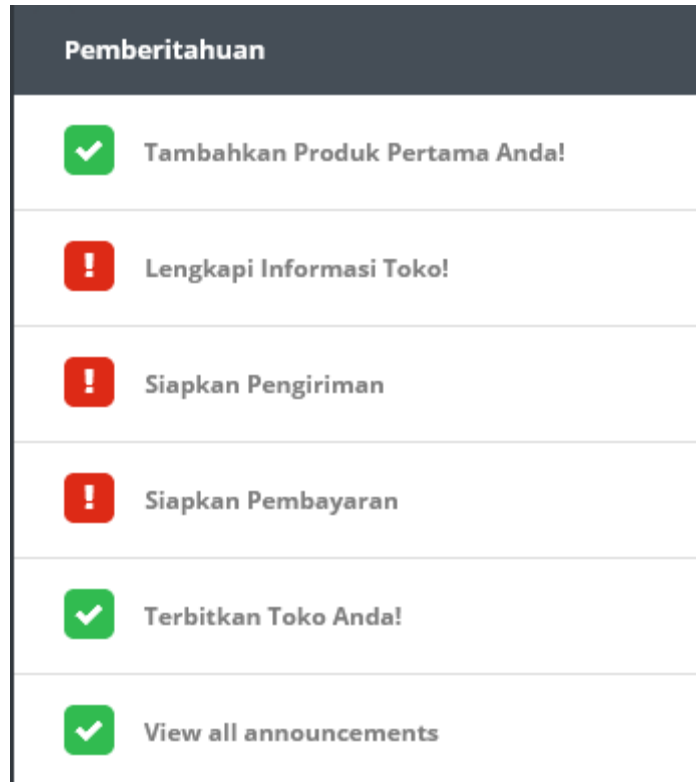 Pemberitahuan
Tambahkan Produk Pertama Anda!
Lengkapi Informasi Toko!
Siapkan Pengiriman
Siapkan Pembayaran
Terbitkan Toko Anda!
View all announcements